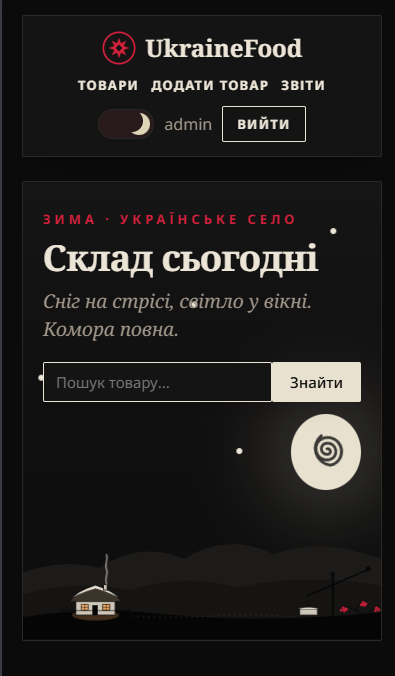 UkraineFood
ТОВАРИ ДОДАТИ ТОВАР ЗВІТИ
admin ВИЙТИ
ЗИМА · УКРАЇНСЬКЕ СЕЛО
Склад сьогодні
Сніг на стрісі, світло у вікні.
Комора повна.
Пошук товару... Знайти